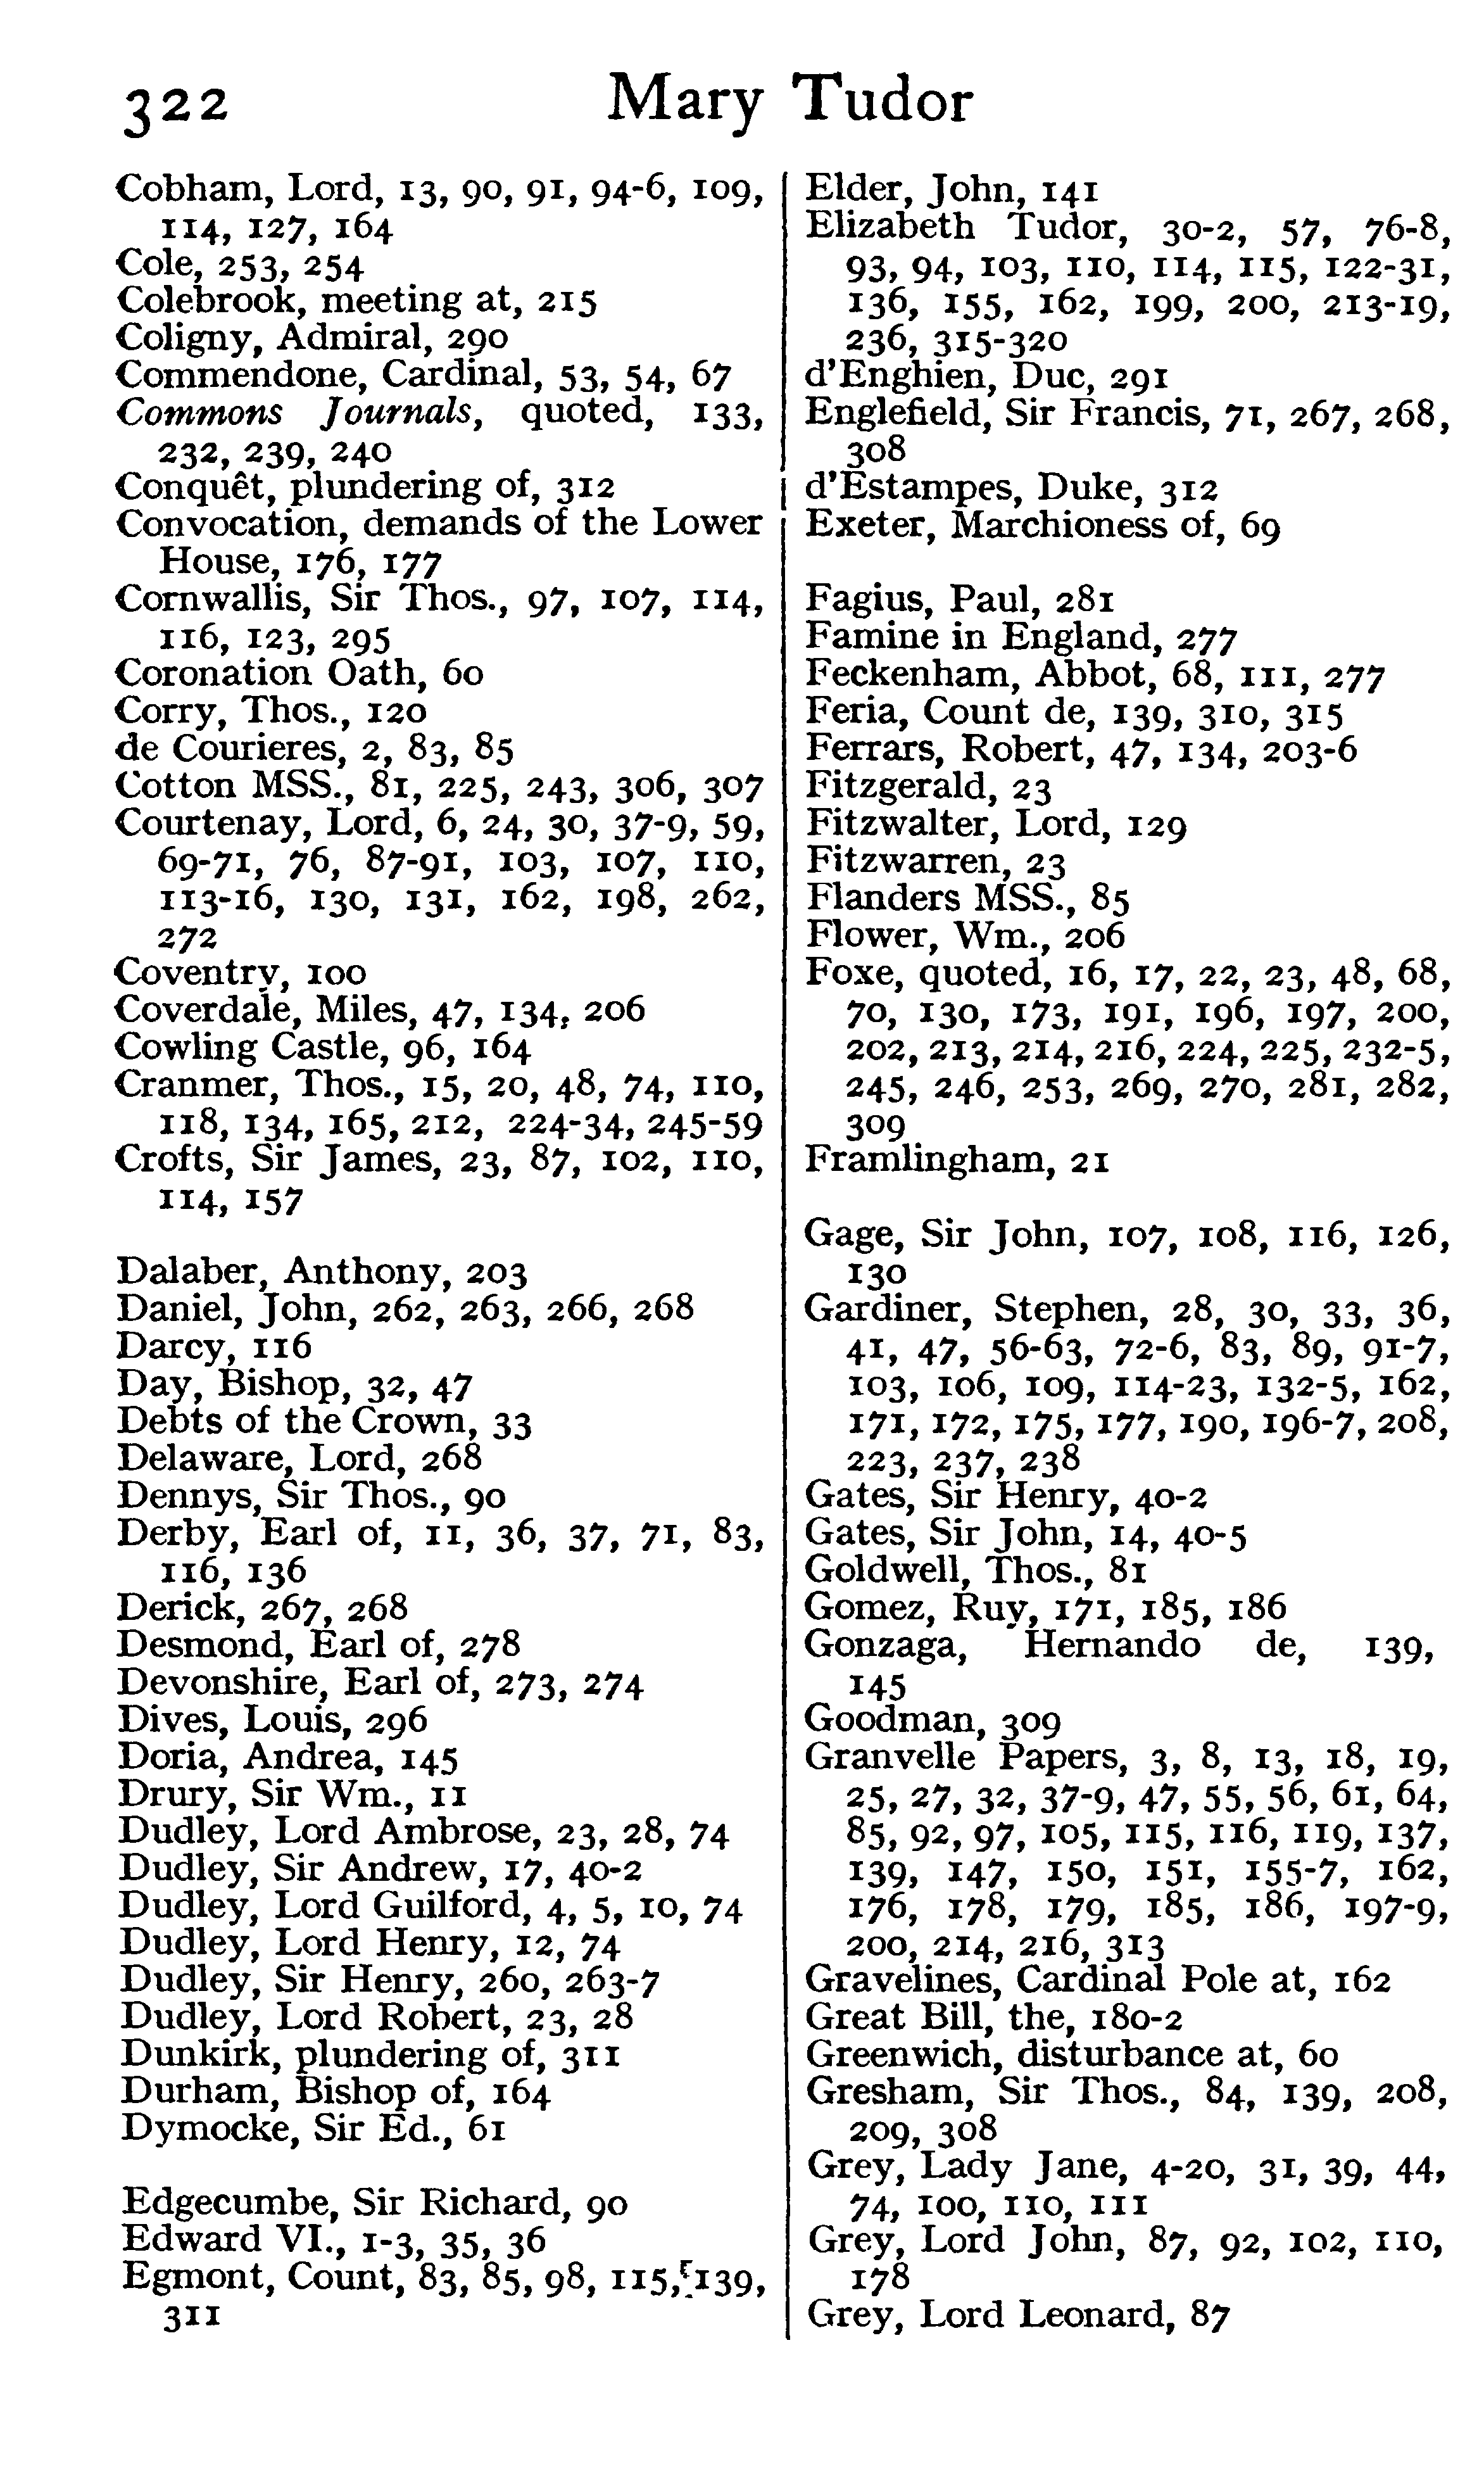 322
Mary Tudor
Cobham, Lord, 13, 90, 91, 94-6, 109,
114, 127, 164
Cole, 253, 254
Colebrook, meeting at, 215
Coligny, Admiral, 290
Commendone, Cardinal, 53, 54, 67
Commons Journals, quoted, 133,
232, 239, 240
Conquêt, plundering of, 312
Convocation, demands of the Lower
House, 176, 177
Cornwallis, Sir Thos., 97, 107, 114,
116, 123, 295
Coronation Oath, 60
Corry, Thos., 120
de Courieres, 2, 83, 85
Cotton MSS., 81, 225, 243, 306, 307
Courtenay, Lord, 6, 24, 30, 37-9, 59,
69-71, 76, 87-91, 103, 107, 110,
113-16, 130, 131, 162, 198, 262,
272
Coventry, 100
Coverdale, Miles, 47, 134, 206
Cowling Castle, 96, 164
Cranmer, Thos., 15, 20, 48, 74, 110,
118, 134, 165, 212, 224-34, 245-59
Crofts, Sir James, 23, 87, 102, 110,
114, 157
Dalaber, Anthony, 203
Daniel, John, 262, 263, 266, 268
Darcy, 116
Day, Bishop, 32, 47
Debts of the Crown, 33
Delaware, Lord, 268
Dennys, Sir Thos., 90
Derby, Earl of, 11, 36, 37, 71, 83,
116, 136
Derick, 267, 268
Desmond, Earl of, 278
Devonshire, Earl of, 273, 274
Dives, Louis, 296
Doria, Andrea, 145
Drury, Sir Wm., 11
Dudley, Lord Ambrose, 23, 28, 74
Dudley, Sir Andrew, 17, 40-2
Dudley, Lord Guilford, 4, 5, 10, 74
Dudley, Lord Henry, 12, 74
Dudley, Sir Henry, 260, 263-7
Dudley, Lord Robert, 23, 28
Dunkirk, plundering of, 311
Durham, Bishop of, 164
Dymocke, Sir Ed., 61
Edgecumbe, Sir Richard, 90
Edward VI., 1-3, 35, 36
Egmont, Count, 83, 85, 98, 115, 139,
311
Elder, John, 141
Elizabeth Tudor, 30-2, 57, 76-8,
93, 94, 103, 110, 114, 115, 122-31,
136, 155, 162, 199, 200, 213-19,
236, 315-320
d'Enghien, Duc, 291
Englefield, Sir Francis, 71, 267, 268,
308
d'Estampes, Duke, 312
Exeter, Marchioness of, 69
Fagius, Paul, 281
Famine in England, 277
Feckenham, Abbot, 68, 111, 277
Feria, Count de, 139, 310, 315
Ferrars, Robert, 47, 134, 203-6
Fitzgerald, 23
Fitzwalter, Lord, 129
Fitzwarren, 23
Flanders MSS., 85
Flower, Wm., 206
Foxe, quoted, 16, 17, 22, 23, 48, 68,
70, 130, 173, 191, 196, 197, 200,
202, 213, 214, 216, 224, 225, 232-5,
245, 246, 253, 269, 270, 281, 282,
309
Framlingham, 21
Gage, Sir John, 107, 108, 116, 126,
130
Gardiner, Stephen, 28, 30, 33, 36,
41, 47, 56-63, 72-6, 83, 89, 91-7,
103, 106, 109, 114-23, 132-5, 162,
171, 172, 175, 177, 190, 196-7, 208,
223, 237, 238
Gates, Sir Henry, 40-2
Gates, Sir John, 14, 40-5
Goldwell, Thos., 81
Gomez, Ruy, 171, 185, 186
Gonzaga, Hernando de, 139,
145
Goodman, 309
Granvelle Papers, 3, 8, 13, 18, 19,
25, 27, 32, 37-9, 47, 55, 56, 61, 64,
85, 92, 97, 105, 115, 116, 119, 137,
139, 147, 150, 151, 155-7, 162,
176, 178, 179, 185, 186, 197-9,
200, 214, 216, 313
Gravelines, Cardinal Pole at, 162
Great Bill, the, 180-2
Greenwich, disturbance at, 60
Gresham, Sir Thos., 84, 139, 208,
209, 308
Grey, Lady Jane, 4-20, 31, 39, 44,
74, 100, 110, 111
Grey, Lord John, 87, 92, 102, 110,
178
Grey, Lord Leonard, 87